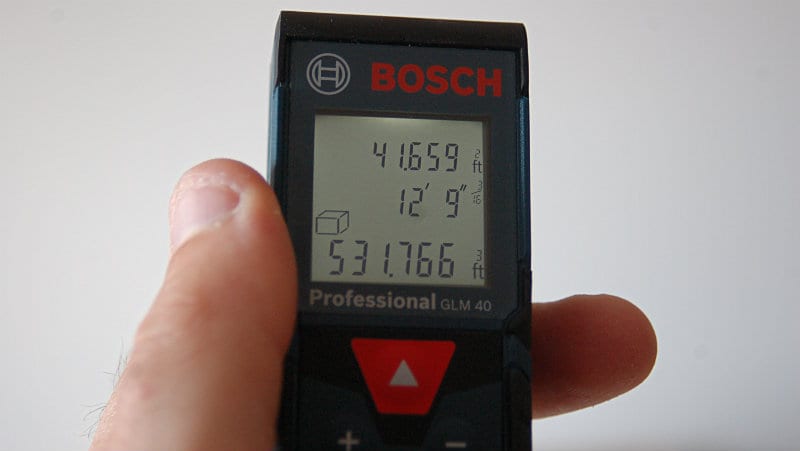 BOSCH
41.659 ft²
12' 9" 3/16
531.766 ft³
Professional GLM 40
+ −